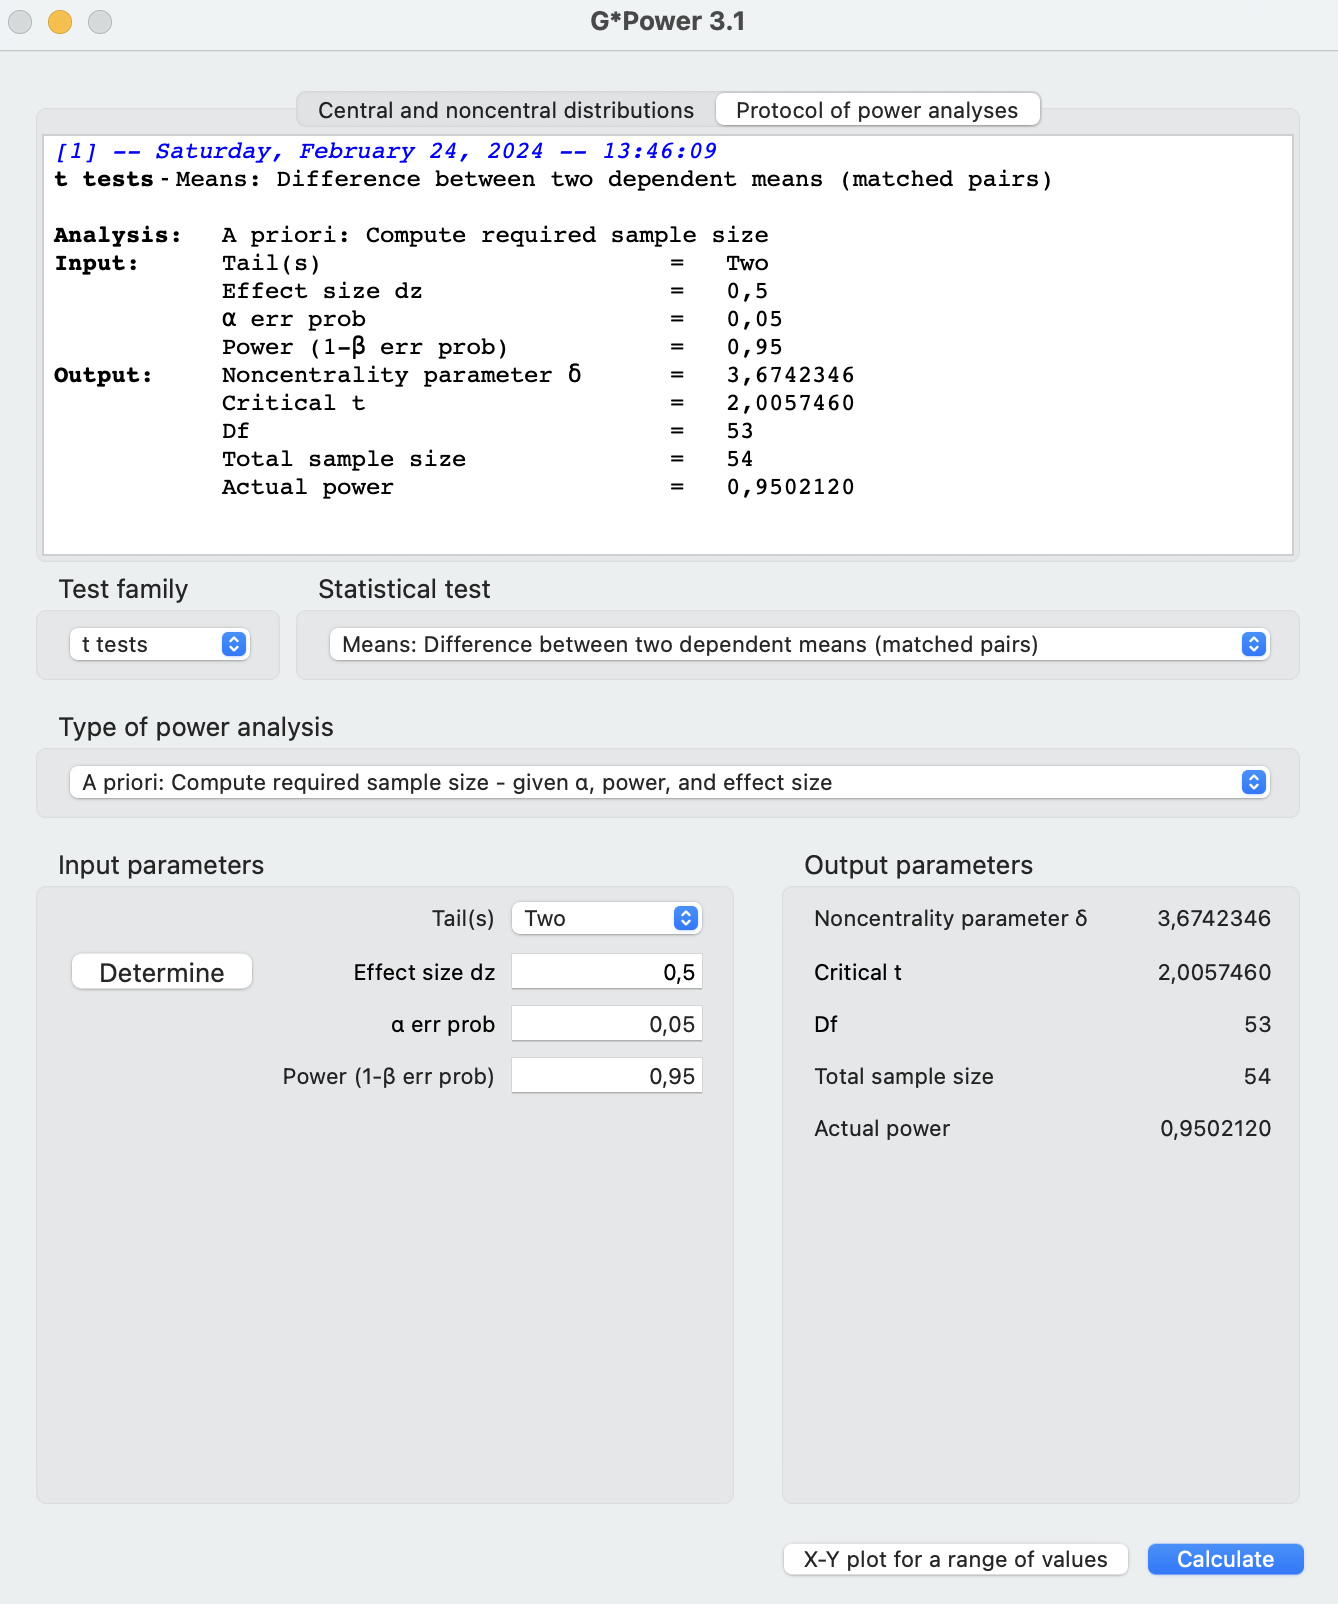 G*Power 3.1
Central and noncentral distributions
Protocol of power analyses
[1] -- Saturday, February 24, 2024 -- 13:46:09
t tests - Means: Difference between two dependent means (matched pairs)
Analysis: A priori: Compute required sample size
Input: Tail(s) = Two
Effect size dz = 0,5
α err prob = 0,05
Power (1-β err prob) = 0,95
Output: Noncentrality parameter δ = 3,6742346
Critical t = 2,0057460
Df = 53
Total sample size = 54
Actual power = 0,9502120
Test family
Statistical test
t tests
Means: Difference between two dependent means (matched pairs)
Type of power analysis
A priori: Compute required sample size - given α, power, and effect size
Input parameters
Tail(s) Two
Determine
Effect size dz 0,5
α err prob 0,05
Power (1-β err prob) 0,95
Output parameters
Noncentrality parameter δ 3,6742346
Critical t 2,0057460
Df 53
Total sample size 54
Actual power 0,9502120
X-Y plot for a range of values
Calculate